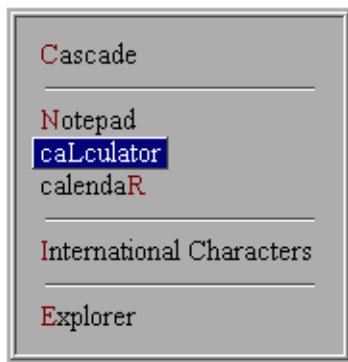 Cascade
Notepad
caLculator
calendaR
International Characters
Explorer